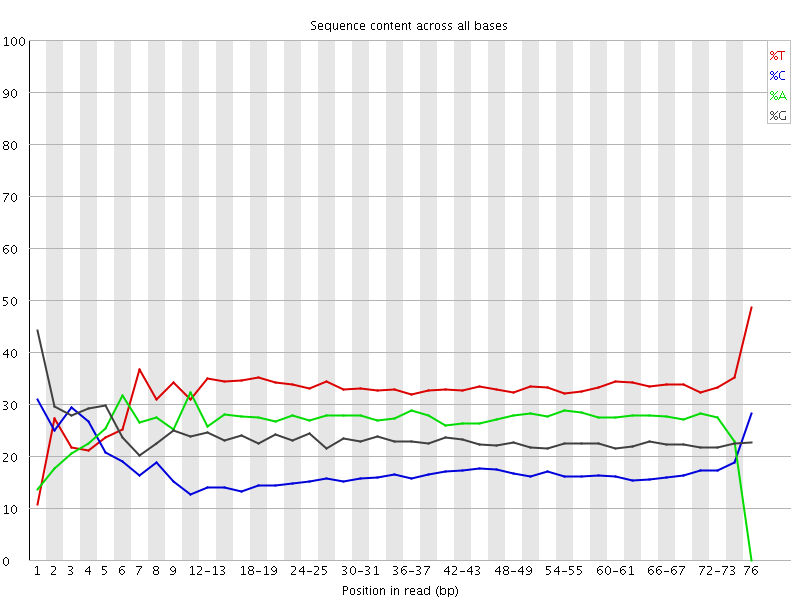 Sequence content across all bases
100
90
80
70
60
50
40
30
20
10
0
%T
%C
%A
%G
1 2 3 4 5 6 7 8 9 12-13 18-19 24-25 30-31 36-37 42-43 48-49 54-55 60-61 66-67 72-73 76
Position in read (bp)